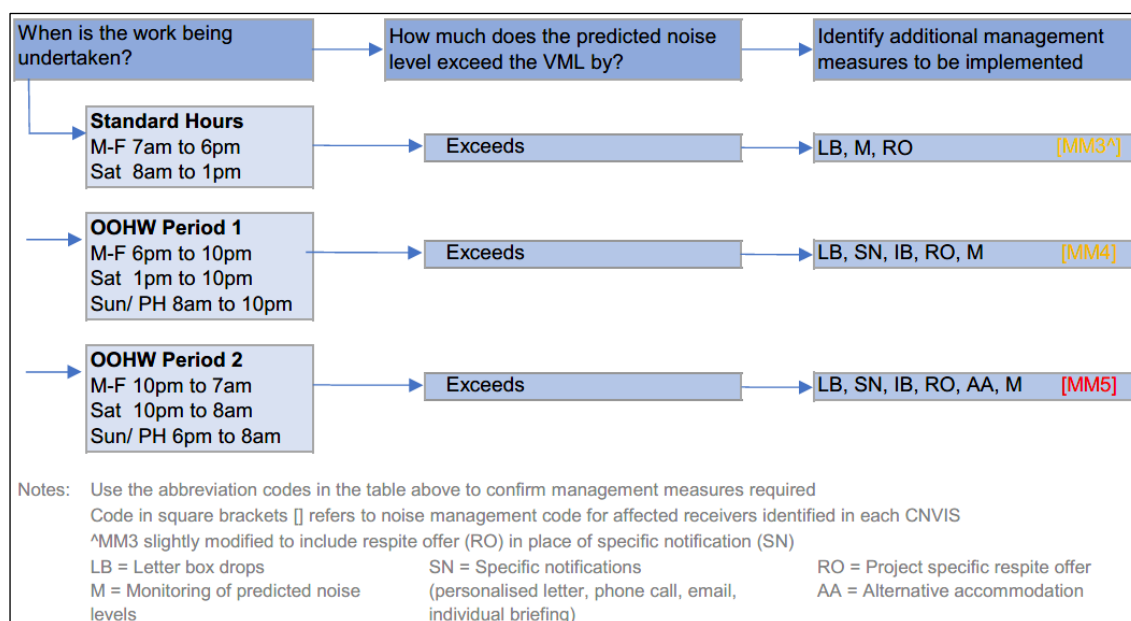 When is the work being
undertaken?
How much does the predicted noise
level exceed the VML by?
Identify additional management
measures to be implemented
Standard Hours
M-F 7am to 6pm
Sat 8am to 1pm
Exceeds
LB, M, RO [MM3^]
OOHW Period 1
M-F 6pm to 10pm
Sat 1pm to 10pm
Sun/ PH 8am to 10pm
Exceeds
LB, SN, IB, RO, M [MM4]
OOHW Period 2
M-F 10pm to 7am
Sat 10pm to 8am
Sun/ PH 6pm to 8am
Exceeds
LB, SN, IB, RO, AA, M [MM5]
Notes: Use the abbreviation codes in the table above to confirm management measures required
Code in square brackets [] refers to noise management code for affected receivers identified in each CNVIS
^MM3 slightly modified to include respite offer (RO) in place of specific notification (SN)
LB = Letter box drops
M = Monitoring of predicted noise
levels
SN = Specific notifications
(personalised letter, phone call, email,
individual briefing)
RO = Project specific respite offer
AA = Alternative accommodation